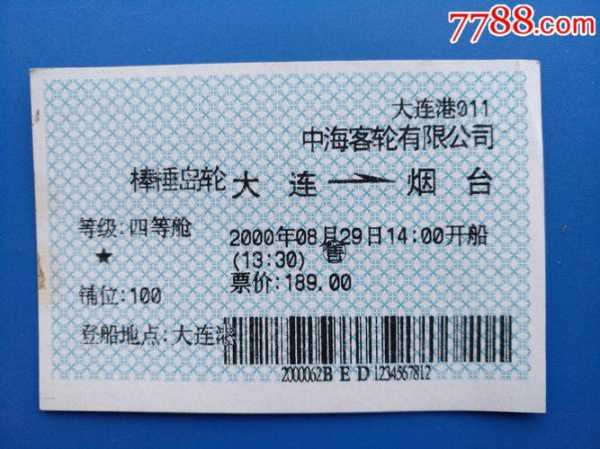 7788.com
大连港011
中海客轮有限公司
棒棰岛轮 大连 烟台
等级:四等舱
2000年08月29日14:00开船
★
(13:30) 售
票价:189.00
铺位:100
登船地点:大连港
2000062BED1234567812